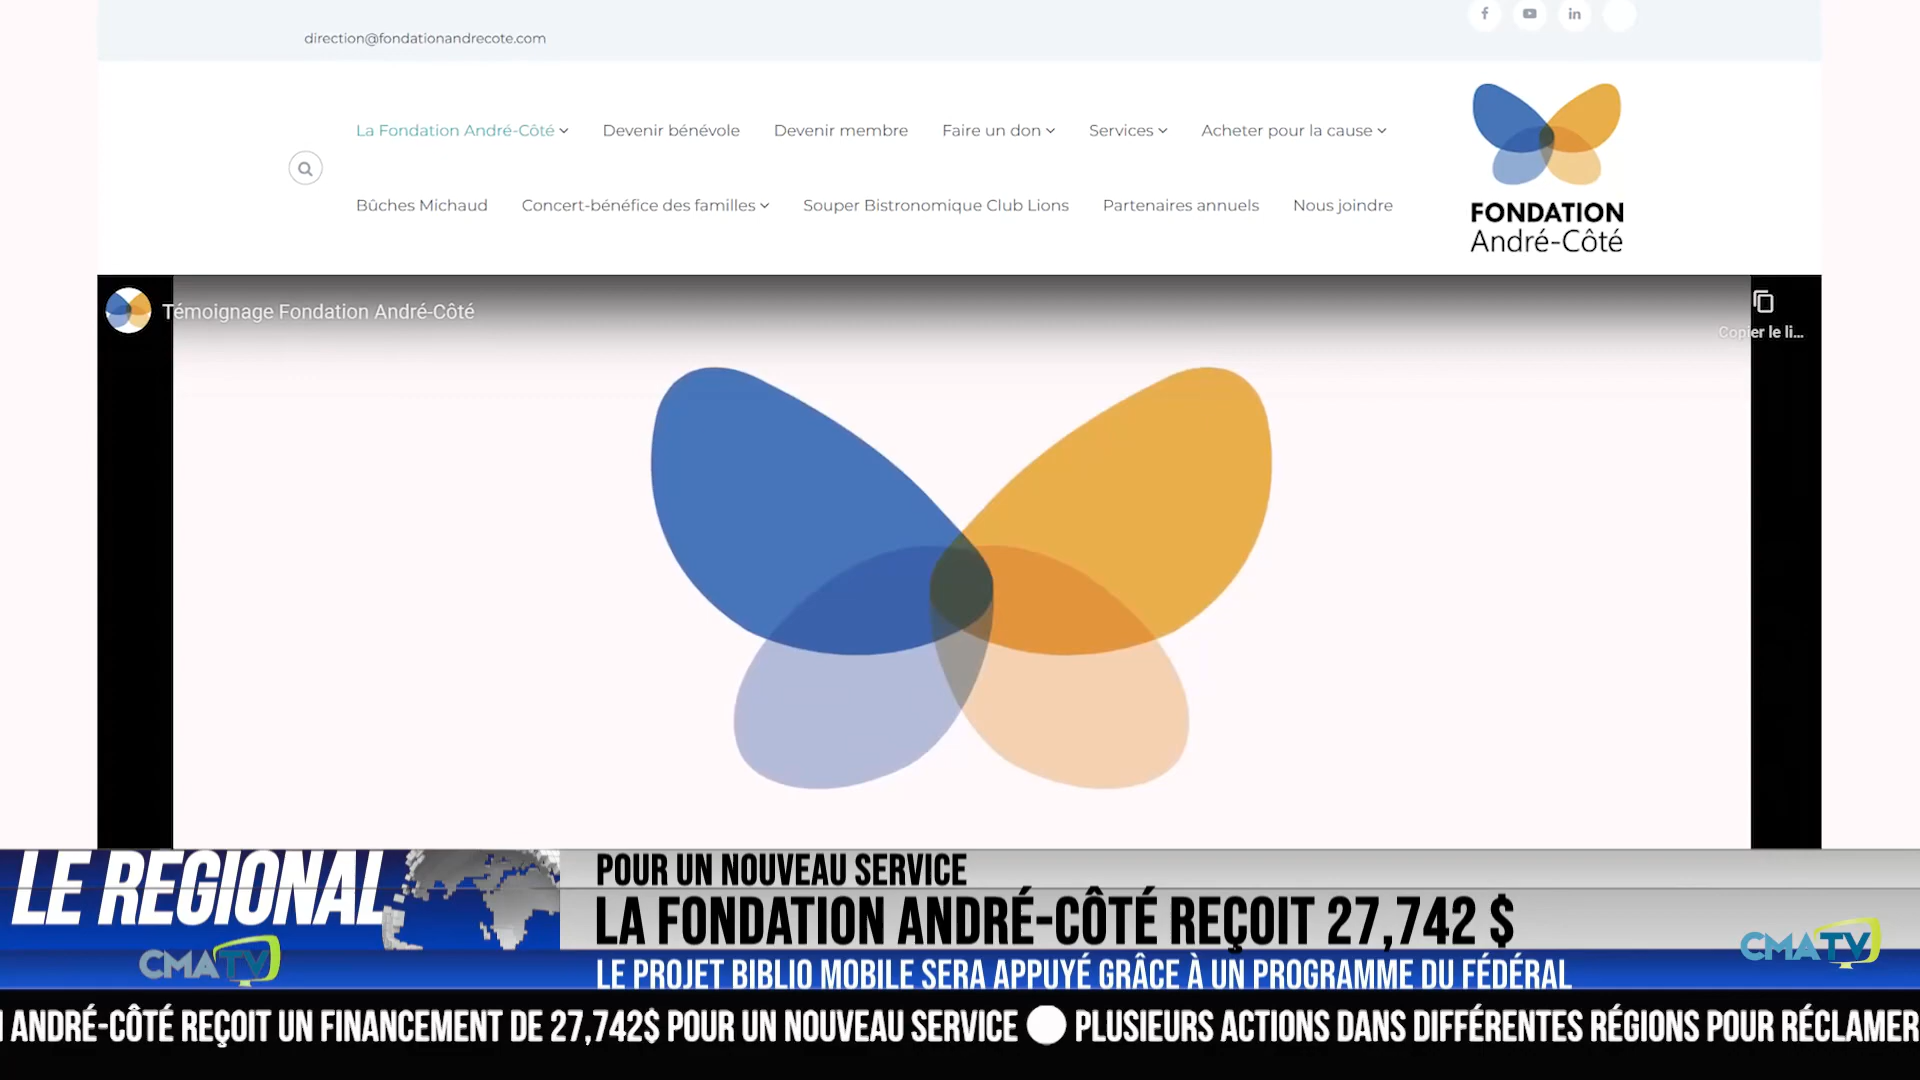 direction@fondationandrecote.com
La Fondation André-Côté
Devenir bénévole
Devenir membre
Faire un don
Services
Acheter pour la cause
Bûches Michaud
Concert-bénéfice des familles
Souper Bistronomique Club Lions
Partenaires annuels
Nous joindre
FONDATION
André-Côté
Témoignage Fondation André-Côté
Copier le li...
LE REGIONAL
CMATV
POUR UN NOUVEAU SERVICE
LA FONDATION ANDRÉ-CÔTÉ REÇOIT 27,742 $
LE PROJET BIBLIO MOBILE SERA APPUYÉ GRÂCE À UN PROGRAMME DU FÉDÉRAL
CMATV
ANDRÉ-CÔTÉ REÇOIT UN FINANCEMENT DE 27,742$ POUR UN NOUVEAU SERVICE PLUSIEURS ACTIONS DANS DIFFÉRENTES RÉGIONS POUR RÉCLAMER